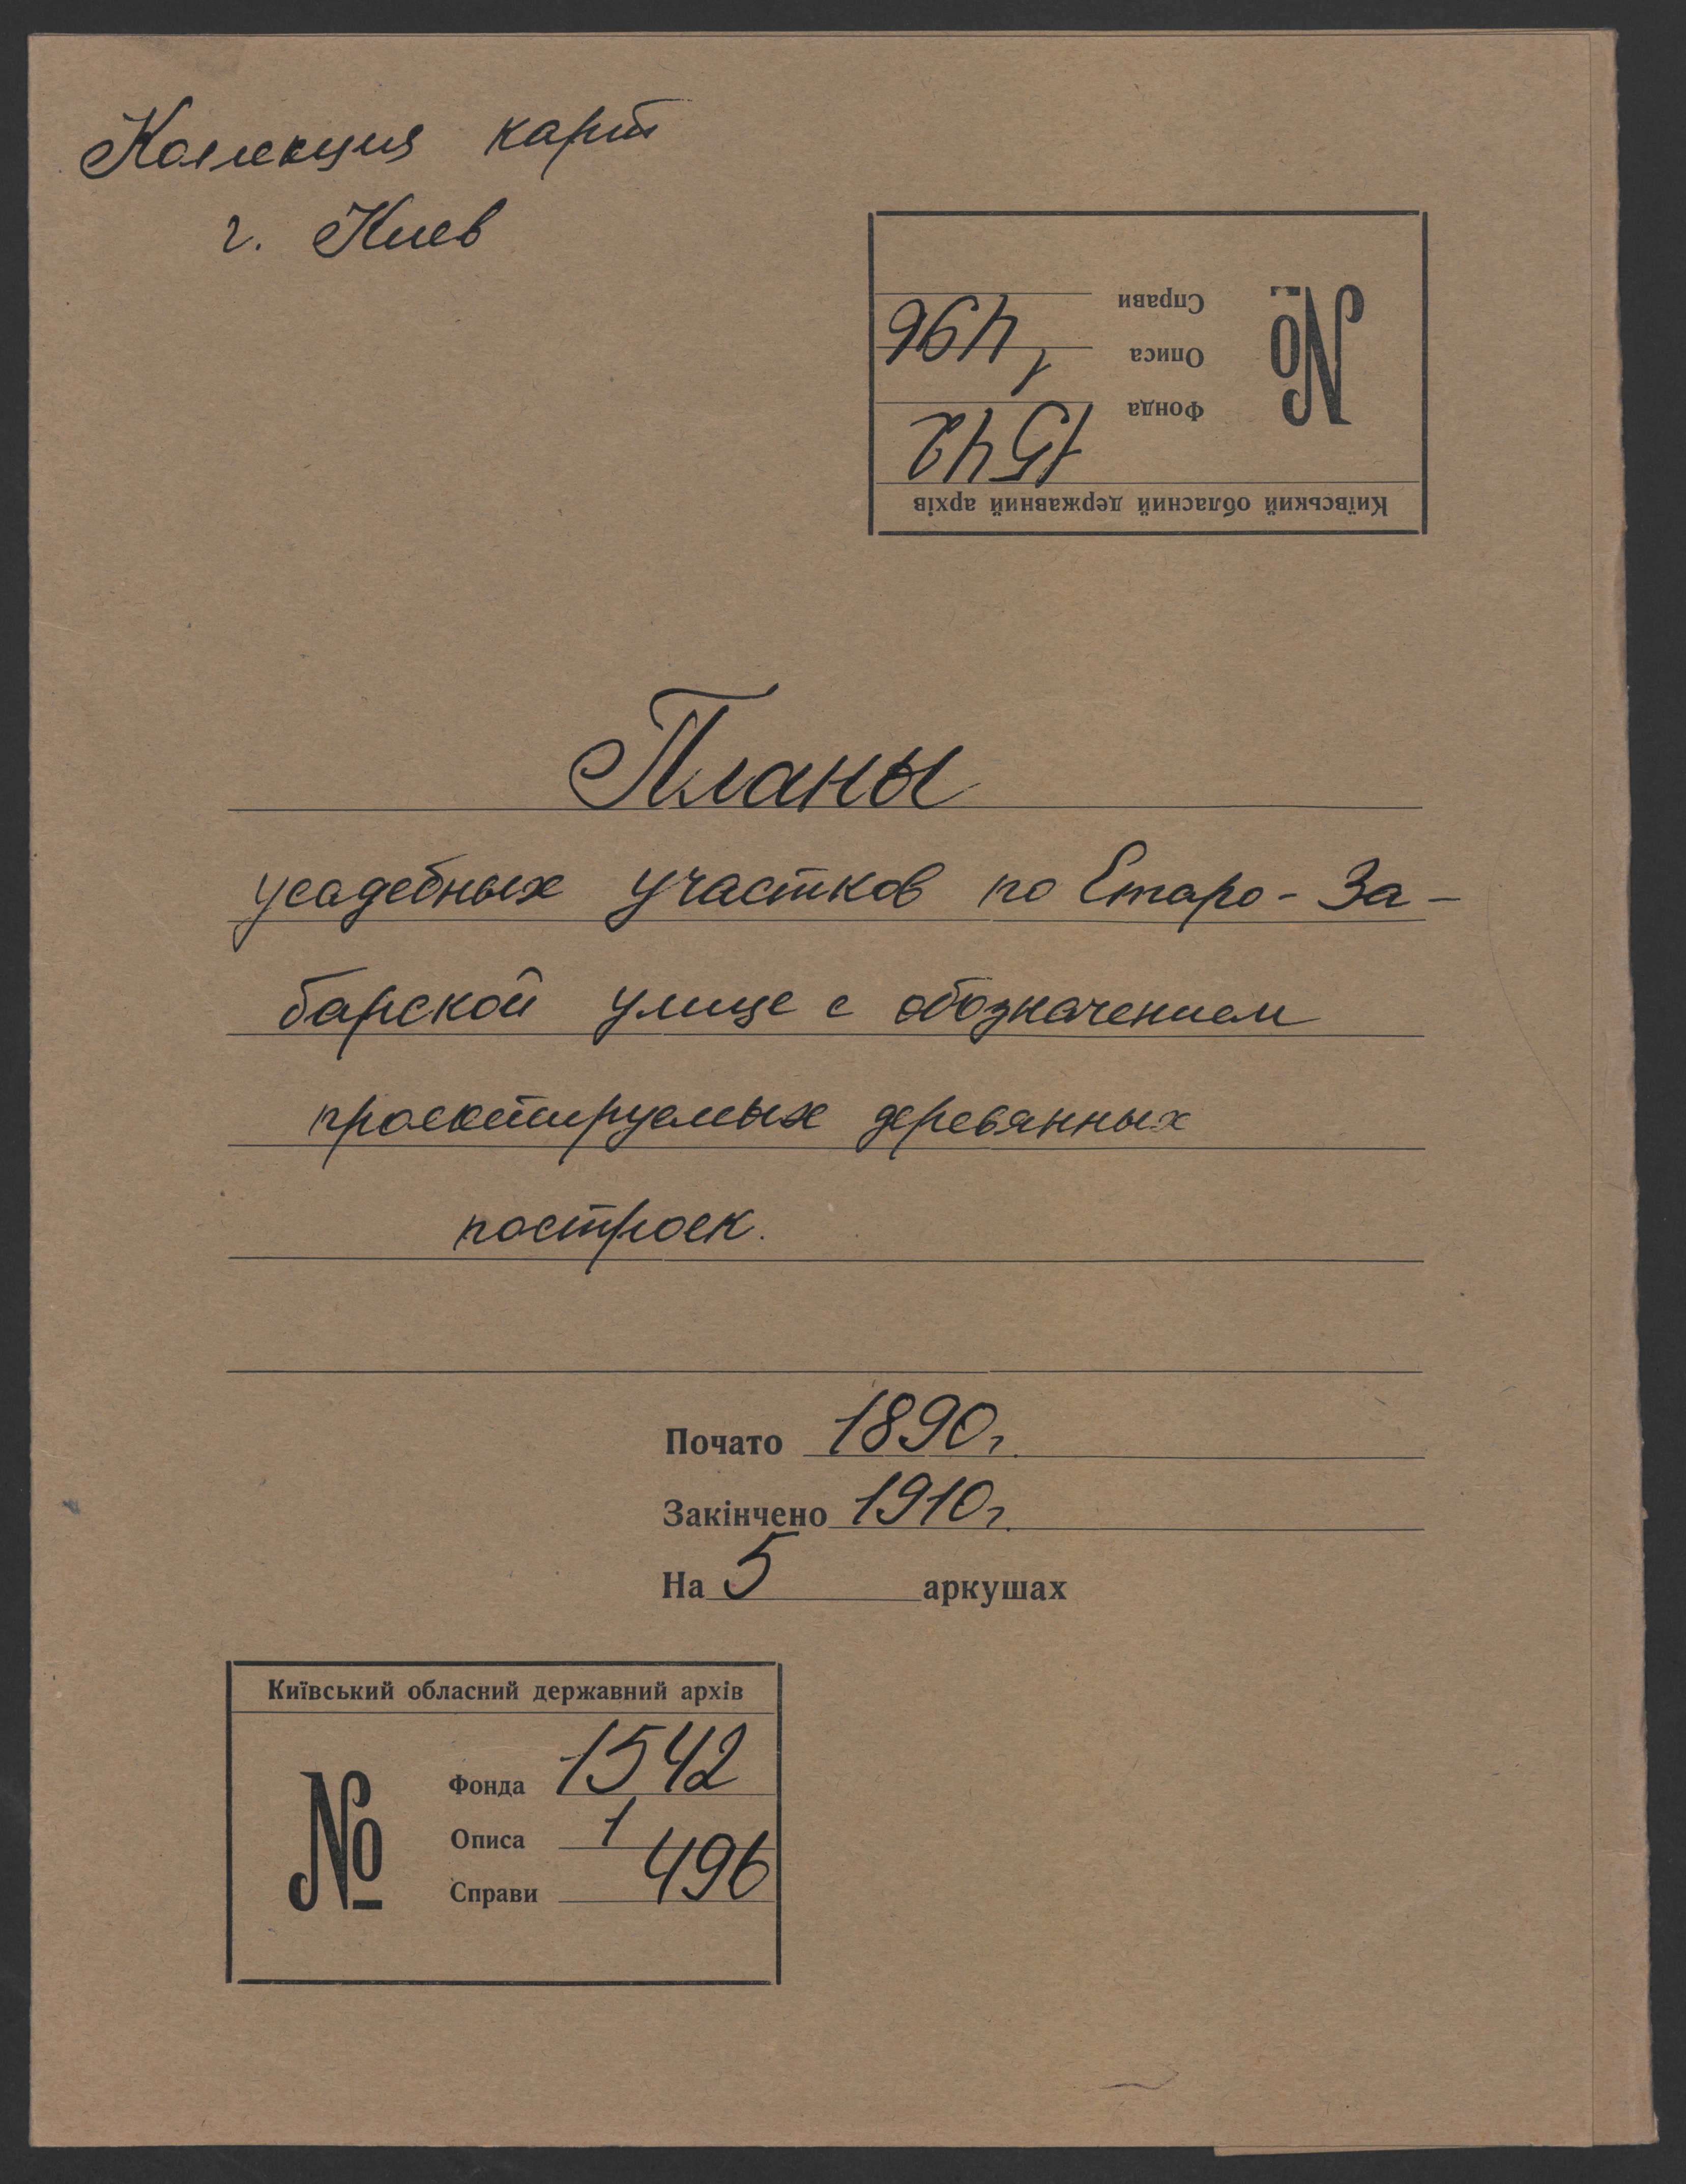 Коллекция карт
г. Киев
Київський обласний державний архів
№
Фонда 1542
Описа 1
Справи 496
Планы
усадебных участков по Старо-За-
барской улице с обозначением
проектируемых деревянных
построек.
Почато 1890г.
Закінчено 1910г.
На 5 аркушах
Київський обласний державний архів
№
Фонда 1542
Описа 1
Справи 496